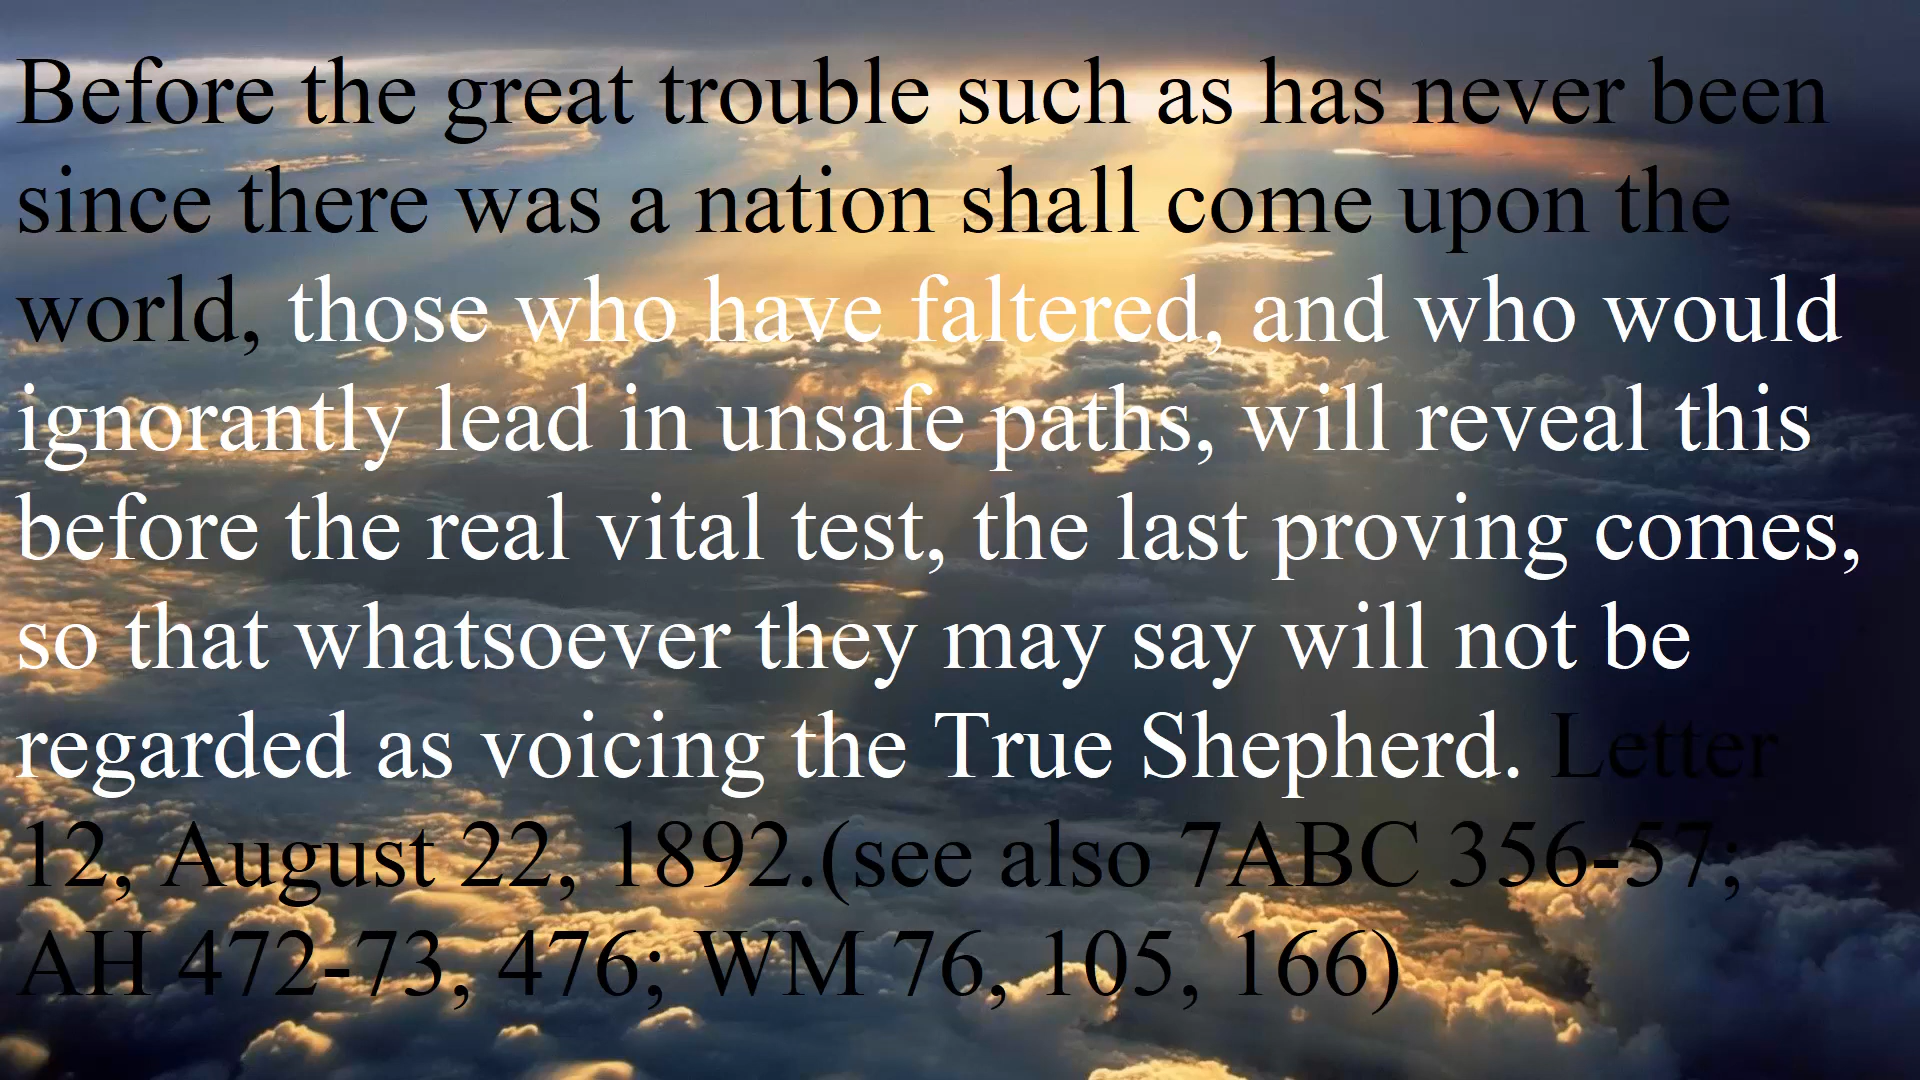 Before the great trouble such as has never been
since there was a nation shall come upon the
world, those who have faltered, and who would
ignorantly lead in unsafe paths, will reveal this
before the real vital test, the last proving comes,
so that whatsoever they may say will not be
regarded as voicing the True Shepherd. Letter
12, August 22, 1892.(see also 7ABC 356-57;
AH 472-73, 476; WM 76, 105, 166)